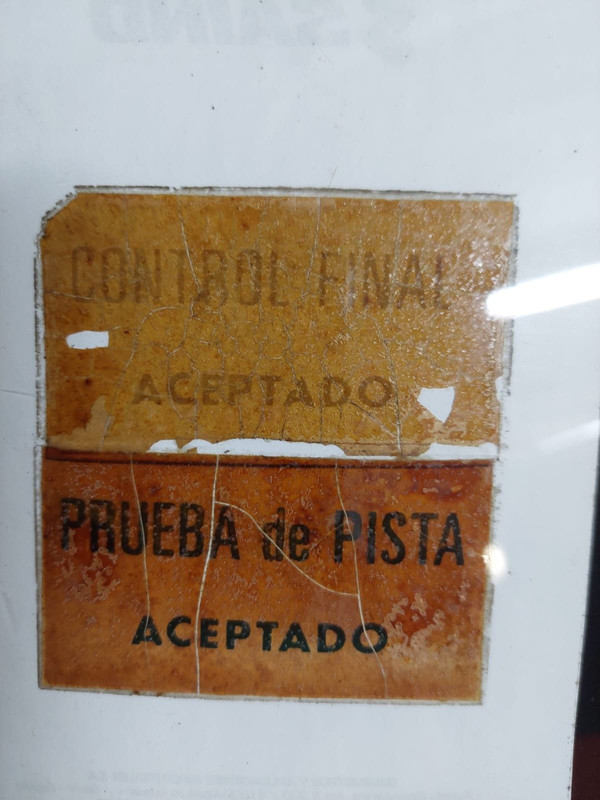 CONTROL FINAL
ACEPTADO
PRUEBA de PISTA
ACEPTADO